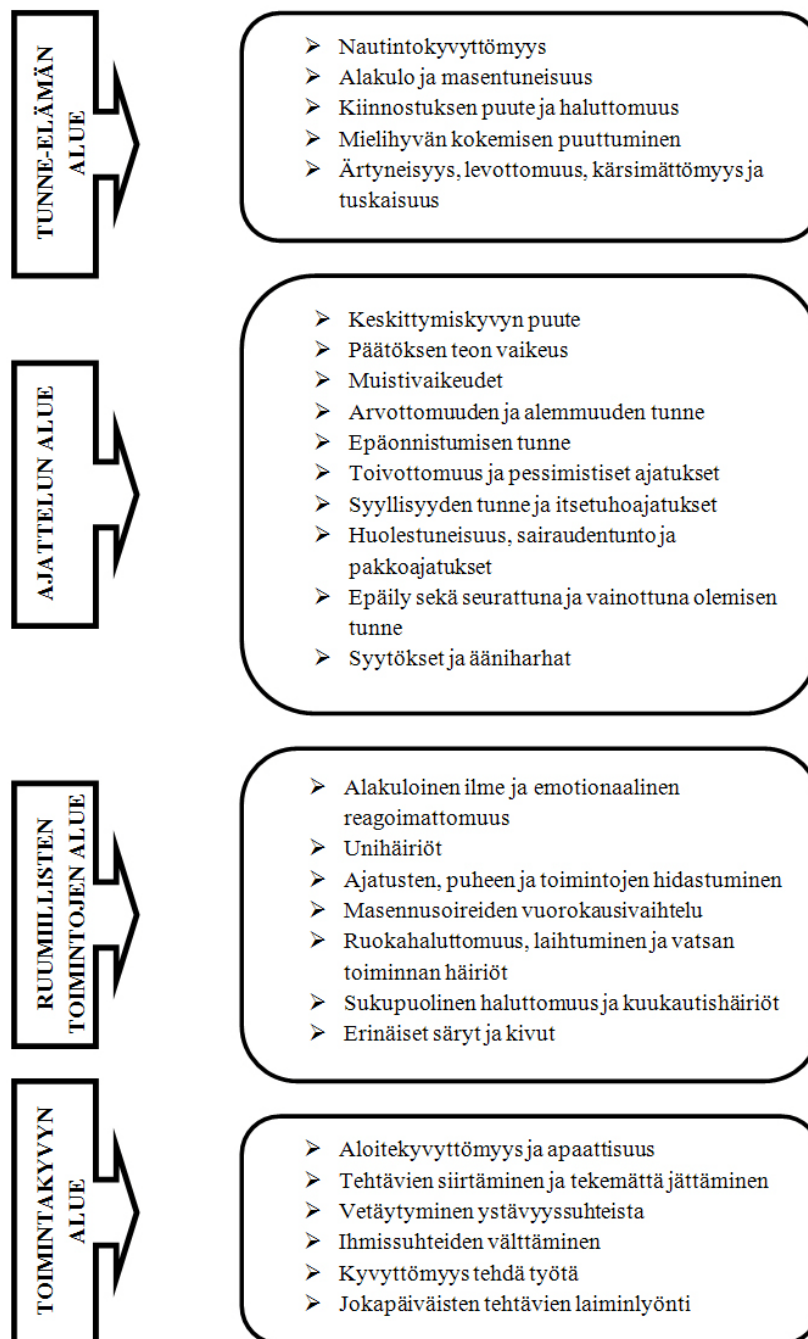 TUNNE-ELÄMÄN
ALUE
Nautintokyvyttömyys
Alakulo ja masentuneisuus
Kiinnostuksen puute ja haluttomuus
Mielihyvän kokemisen puuttuminen
Ärtyneisyys, levottomuus, kärsimättömyys ja
tuskaisuus
AJATTELUN ALUE
Keskittymiskyvyn puute
Päätöksen teon vaikeus
Muistivaikeudet
Arvottomuuden ja alemmuuden tunne
Epäonnistumisen tunne
Toivottomuus ja pessimistiset ajatukset
Syyllisyyden tunne ja itsetuhoajatukset
Huolestuneisuus, sairaudentunto ja
pakkoajatukset
Epäily sekä seurattuna ja vainottuna olemisen
tunne
Syytökset ja ääniharhat
RUUMIILLISTEN
TOIMINTOJEN ALUE
Alakuloinen ilme ja emotionaalinen
reagoimattomuus
Unihäiriöt
Ajatusten, puheen ja toimintojen hidastuminen
Masennusoireiden vuorokausivaihtelu
Ruokahaluttomuus, laihtuminen ja vatsan
toiminnan häiriöt
Sukupuolinen haluttomuus ja kuukautishäiriöt
Erinäiset säryt ja kivut
TOIMINTAKYVYN
ALUE
Aloitekyvyttömyys ja apaattisuus
Tehtävien siirtäminen ja tekemättä jättäminen
Vetäytyminen ystävyyssuhteista
Ihmissuhteiden välttäminen
Kyvyttömyys tehdä työtä
Jokapäiväisten tehtävien laiminlyönti